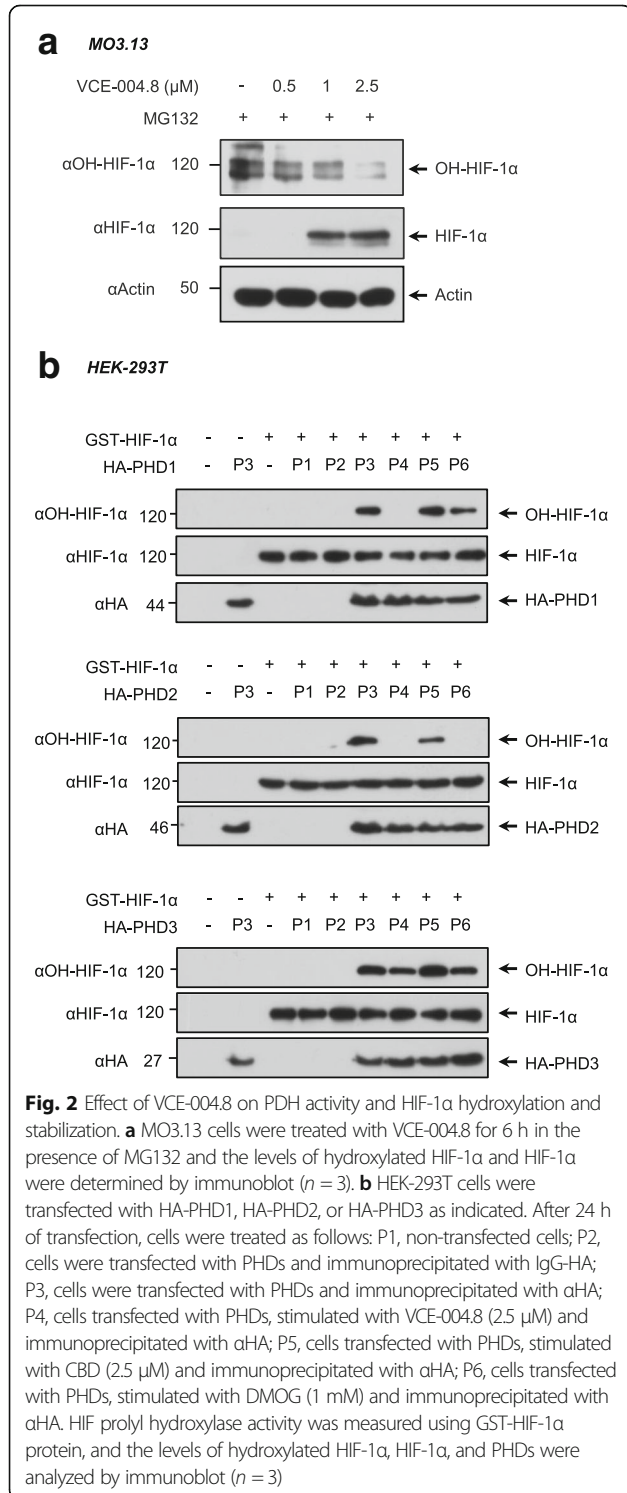 a MO3.13
VCE-004.8 (µM) - 0.5 1 2.5
MG132 + + + +
αOH-HIF-1α 120 OH-HIF-1α
αHIF-1α 120 HIF-1α
αActin 50 Actin
b HEK-293T
GST-HIF-1α - - + + + + + + +
HA-PHD1 - P3 - P1 P2 P3 P4 P5 P6
αOH-HIF-1α 120 OH-HIF-1α
αHIF-1α 120 HIF-1α
αHA 44 HA-PHD1
GST-HIF-1α - - + + + + + + +
HA-PHD2 - P3 - P1 P2 P3 P4 P5 P6
αOH-HIF-1α 120 OH-HIF-1α
αHIF-1α 120 HIF-1α
αHA 46 HA-PHD2
GST-HIF-1α - - + + + + + + +
HA-PHD3 - P3 - P1 P2 P3 P4 P5 P6
αOH-HIF-1α 120 OH-HIF-1α
αHIF-1α 120 HIF-1α
αHA 27 HA-PHD3
Fig. 2 Effect of VCE-004.8 on PDH activity and HIF-1α hydroxylation and
stabilization. a MO3.13 cells were treated with VCE-004.8 for 6 h in the
presence of MG132 and the levels of hydroxylated HIF-1α and HIF-1α
were determined by immunoblot (n = 3). b HEK-293T cells were
transfected with HA-PHD1, HA-PHD2, or HA-PHD3 as indicated. After 24 h
of transfection, cells were treated as follows: P1, non-transfected cells; P2,
cells were transfected with PHDs and immunoprecipitated with IgG-HA;
P3, cells were transfected with PHDs and immunoprecipitated with αHA;
P4, cells transfected with PHDs, stimulated with VCE-004.8 (2.5 µM) and
immunoprecipitated with αHA; P5, cells transfected with PHDs, stimulated
with CBD (2.5 µM) and immunoprecipitated with αHA; P6, cells transfected
with PHDs, stimulated with DMOG (1 mM) and immunoprecipitated with
αHA. HIF prolyl hydroxylase activity was measured using GST-HIF-1α
protein, and the levels of hydroxylated HIF-1α, HIF-1α, and PHDs were
analyzed by immunoblot (n = 3)